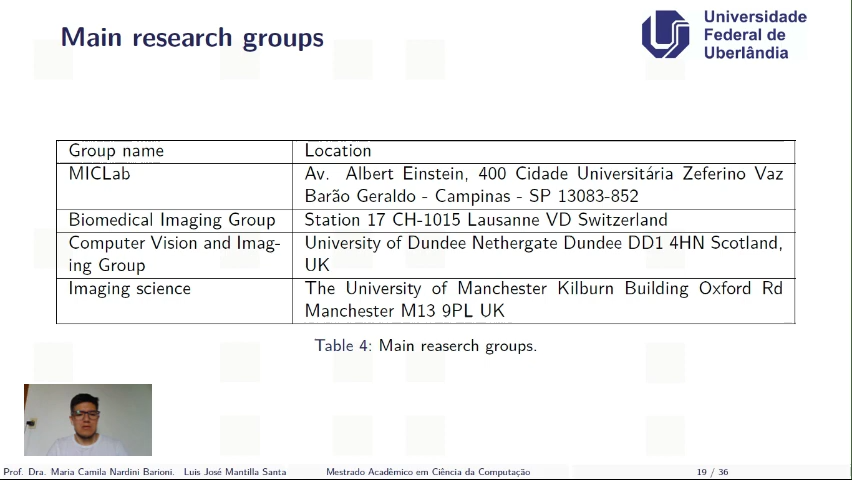 Main research groups
Universidade
Federal de
Uberlândia
Group name Location
MICLab Av. Albert Einstein, 400 Cidade Universitária Zeferino Vaz
Barão Geraldo - Campinas - SP 13083-852
Biomedical Imaging Group Station 17 CH-1015 Lausanne VD Switzerland
Computer Vision and Imag- University of Dundee Nethergate Dundee DD1 4HN Scotland,
ing Group UK
Imaging science The University of Manchester Kilburn Building Oxford Rd
Manchester M13 9PL UK
Table 4: Main reaserch groups.
Prof. Dra. Maria Camila Nardini Barioni. Luis José Mantilla Santa Mestrado Acadêmico em Ciência da Computação 19 / 36